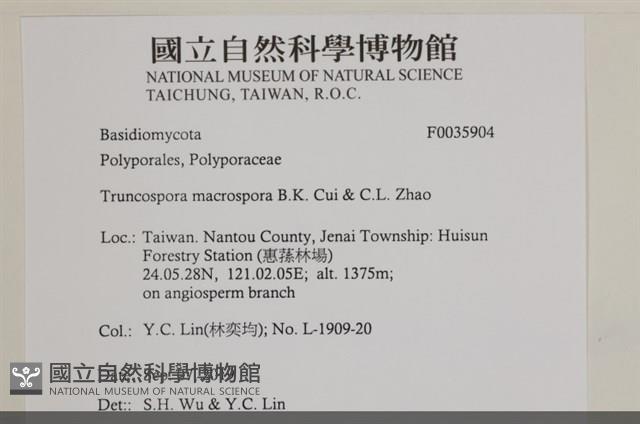 國立自然科學博物館
NATIONAL MUSEUM OF NATURAL SCIENCE
TAICHUNG, TAIWAN, R.O.C.
Basidiomycota F0035904
Polyporales, Polyporaceae
Truncospora macrospora B.K. Cui & C.L. Zhao
Loc.: Taiwan. Nantou County, Jenai Township: Huisun
Forestry Station (惠蓀林場)
24.05.28N, 121.02.05E; alt. 1375m;
on angiosperm branch
Col.: Y.C. Lin(林奕均); No. L-1909-20
國立自然科學博物館
NATIONAL MUSEUM OF NATURAL SCIENCE
Det:: S.H. Wu & Y.C. Lin